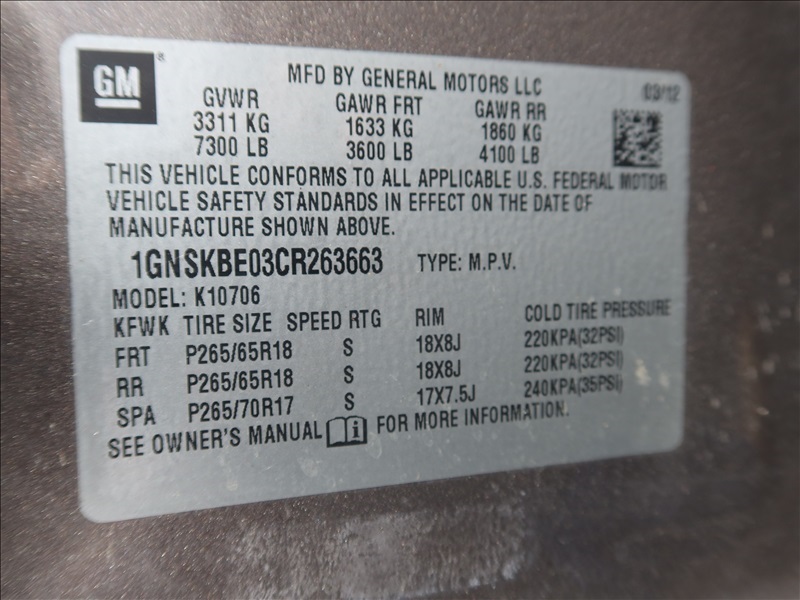 GM ®
MFD BY GENERAL MOTORS LLC
03/12
GVWR GAWR FRT GAWR RR
3311 KG 1633 KG 1860 KG
7300 LB 3600 LB 4100 LB
THIS VEHICLE CONFORMS TO ALL APPLICABLE U.S. FEDERAL MOTOR
VEHICLE SAFETY STANDARDS IN EFFECT ON THE DATE OF
MANUFACTURE SHOWN ABOVE.
1GNSKBE03CR263663 TYPE: M.P.V.
MODEL: K10706
KFWK TIRE SIZE SPEED RTG RIM COLD TIRE PRESSURE
FRT P265/65R18 S 18X8J 220KPA(32PSI)
RR P265/65R18 S 18X8J 220KPA(32PSI)
SPA P265/70R17 S 17X7.5J 240KPA(35PSI)
SEE OWNER'S MANUAL i FOR MORE INFORMATION.